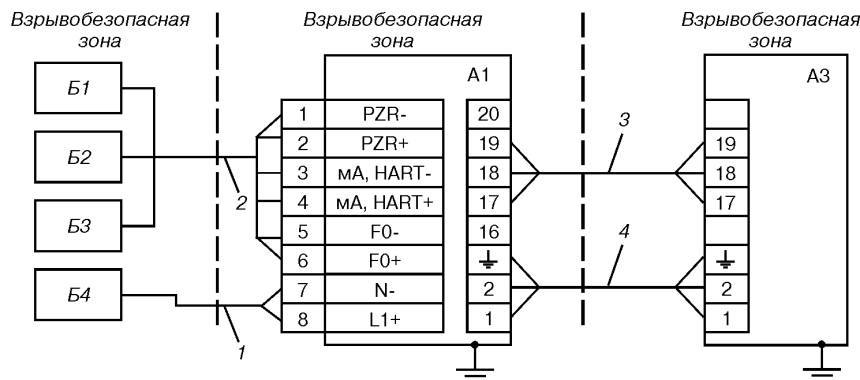 Взрывобезопасная зона
Взрывобезопасная зона
Взрывобезопасная зона
А1
А3
Б1
Б2
Б3
Б4
1 PZR- 20
2 PZR+ 19
3 мА, HART- 18
4 мА, HART+ 17
5 F0- 16
6 F0+
7 N- 2
8 L1+ 1
19
18
17
2
1
2
1
3
4